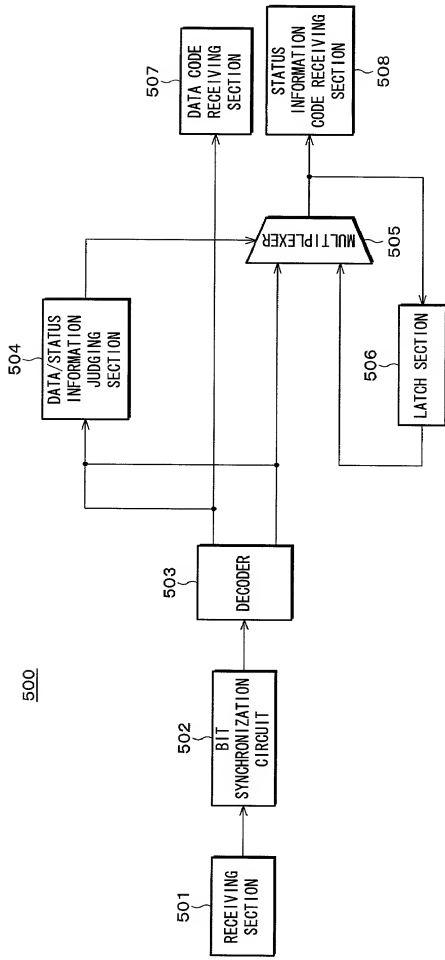 500
501
RECEIVING
SECTION
502
BIT
SYNCHRONIZATION
CIRCUIT
503
DECODER
504
DATA/STATUS
INFORMATION
JUDGING
SECTION
MULTIPLEXER
505
506
LATCH SECTION
507
DATA CODE
RECEIVING
SECTION
STATUS
INFORMATION
CODE RECEIVING
SECTION
508